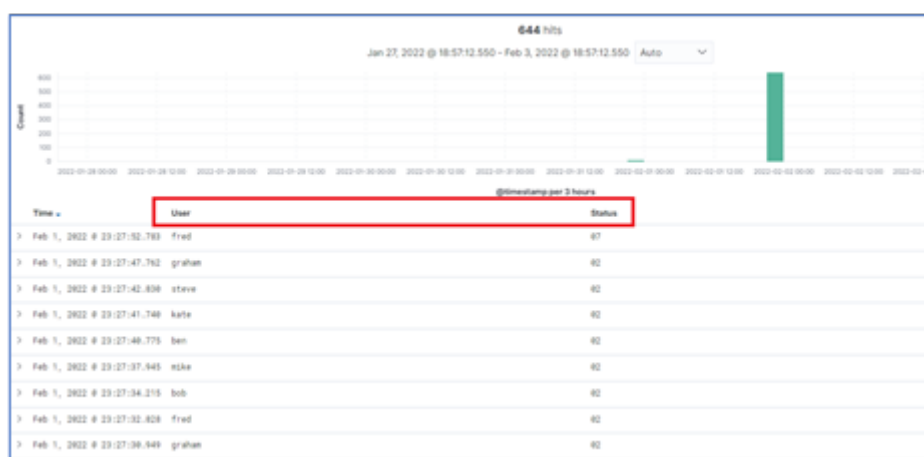 644 hits
Jan 27, 2022 @ 18:57:12.550 - Feb 3, 2022 @ 18:57:12.550 Auto
600
500
400
300
200
100
0
Count
2022-01-28 00:00 2022-01-28 12:00 2022-01-29 00:00 2022-01-29 12:00 2022-01-30 00:00 2022-01-30 12:00 2022-01-31 00:00 2022-01-31 12:00 2022-02-01 00:00 2022-02-01 12:00 2022-02-02 00:00 2022-02-02 12:00 2022-02-
@timestamp per 3 hours
Time User Status
Feb 1, 2022 @ 23:27:52.783 fred 07
Feb 1, 2022 @ 23:27:47.762 graham 02
Feb 1, 2022 @ 23:27:42.030 steve 02
Feb 1, 2022 @ 23:27:41.740 kate 02
Feb 1, 2022 @ 23:27:40.775 ben 02
Feb 1, 2022 @ 23:27:37.945 mike 02
Feb 1, 2022 @ 23:27:34.215 bob 02
Feb 1, 2022 @ 23:27:32.028 fred 02
Feb 1, 2022 @ 23:27:30.949 graham 02